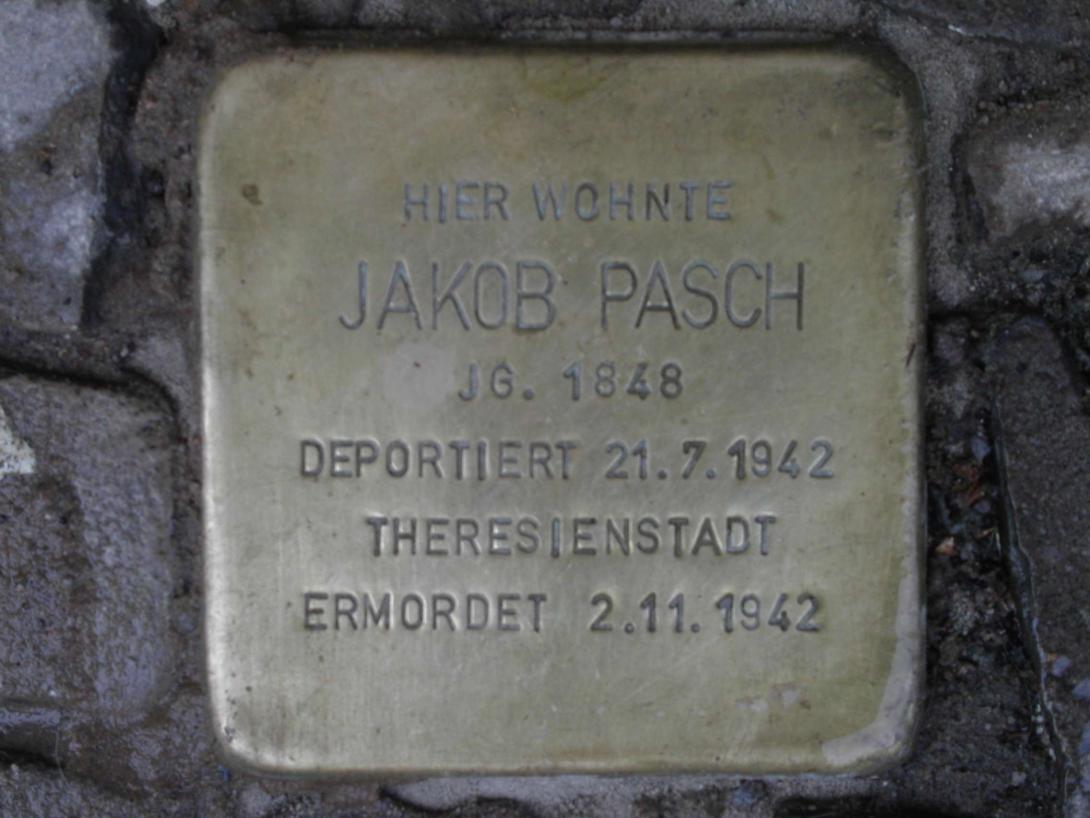 HIER WOHNTE
JAKOB PASCH
JG. 1848
DEPORTIERT 21.7.1942
THERESIENSTADT
ERMORDET 2.11.1942